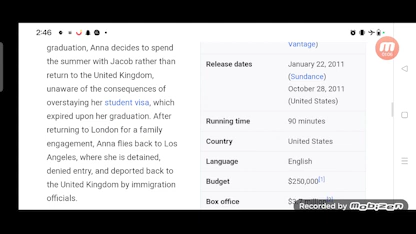 2:46
graduation, Anna decides to spend
the summer with Jacob rather than
return to the United Kingdom,
unaware of the consequences of
overstaying her student visa, which
expired upon her graduation. After
returning to London for a family
engagement, Anna flies back to Los
Angeles, where she is detained,
denied entry, and deported back to
the United Kingdom by immigration
officials.
Vantage)
Release dates January 22, 2011
(Sundance)
October 28, 2011
(United States)
Running time 90 minutes
Country United States
Language English
Budget $250,000[1]
Box office
Recorded by Mobizen